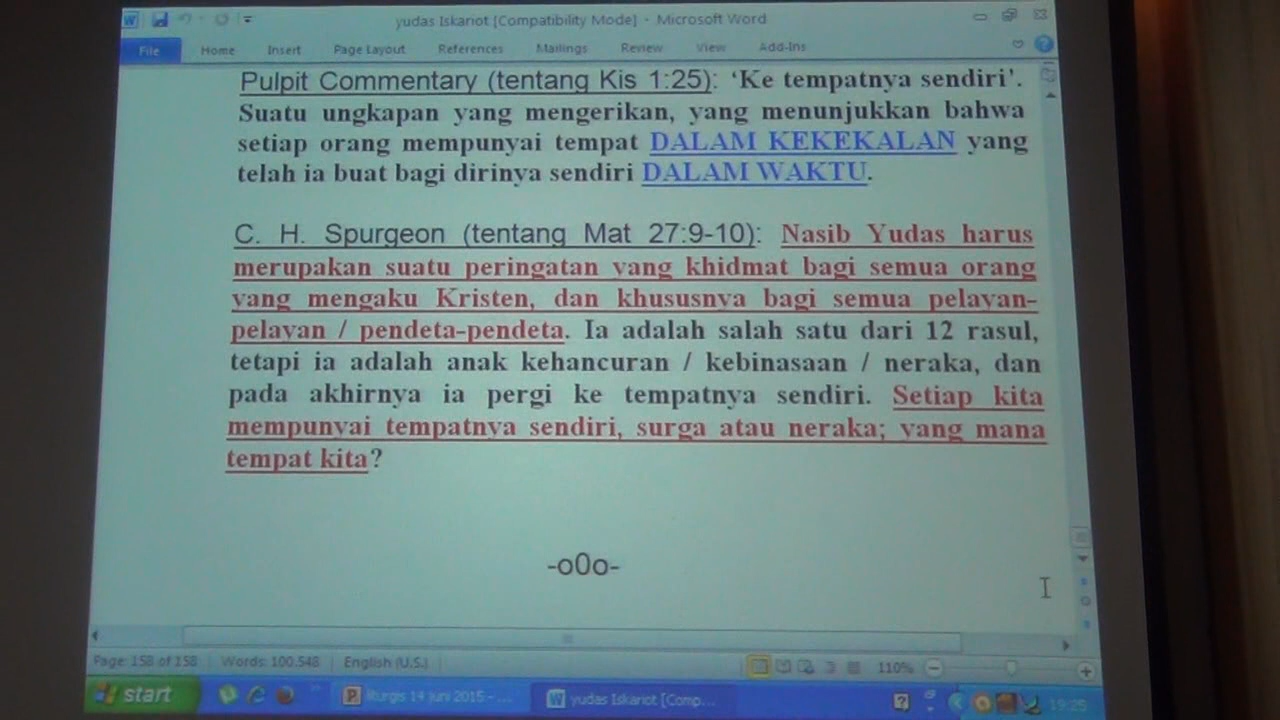 yudas Iskariot [Compatibility Mode] - Microsoft Word
File Home Insert Page Layout References Mailings Review View Add-Ins
Pulpit Commentary (tentang Kis 1:25): ‘Ke tempatnya sendiri’.
Suatu ungkapan yang mengerikan, yang menunjukkan bahwa
setiap orang mempunyai tempat DALAM KEKEKALAN yang
telah ia buat bagi dirinya sendiri DALAM WAKTU.
C. H. Spurgeon (tentang Mat 27:9-10): Nasib Yudas harus
merupakan suatu peringatan yang khidmat bagi semua orang
yang mengaku Kristen, dan khususnya bagi semua pelayan-
pelayan / pendeta-pendeta. Ia adalah salah satu dari 12 rasul,
tetapi ia adalah anak kehancuran / kebinasaan / neraka, dan
pada akhirnya ia pergi ke tempatnya sendiri. Setiap kita
mempunyai tempatnya sendiri, surga atau neraka; yang mana
tempat kita?
-o0o-
Page: 158 of 158 Words: 100.548 English (U.S.) 110%
start liturgis 14 juni 2015 - ... yudas Iskariot [Comp... 19:25